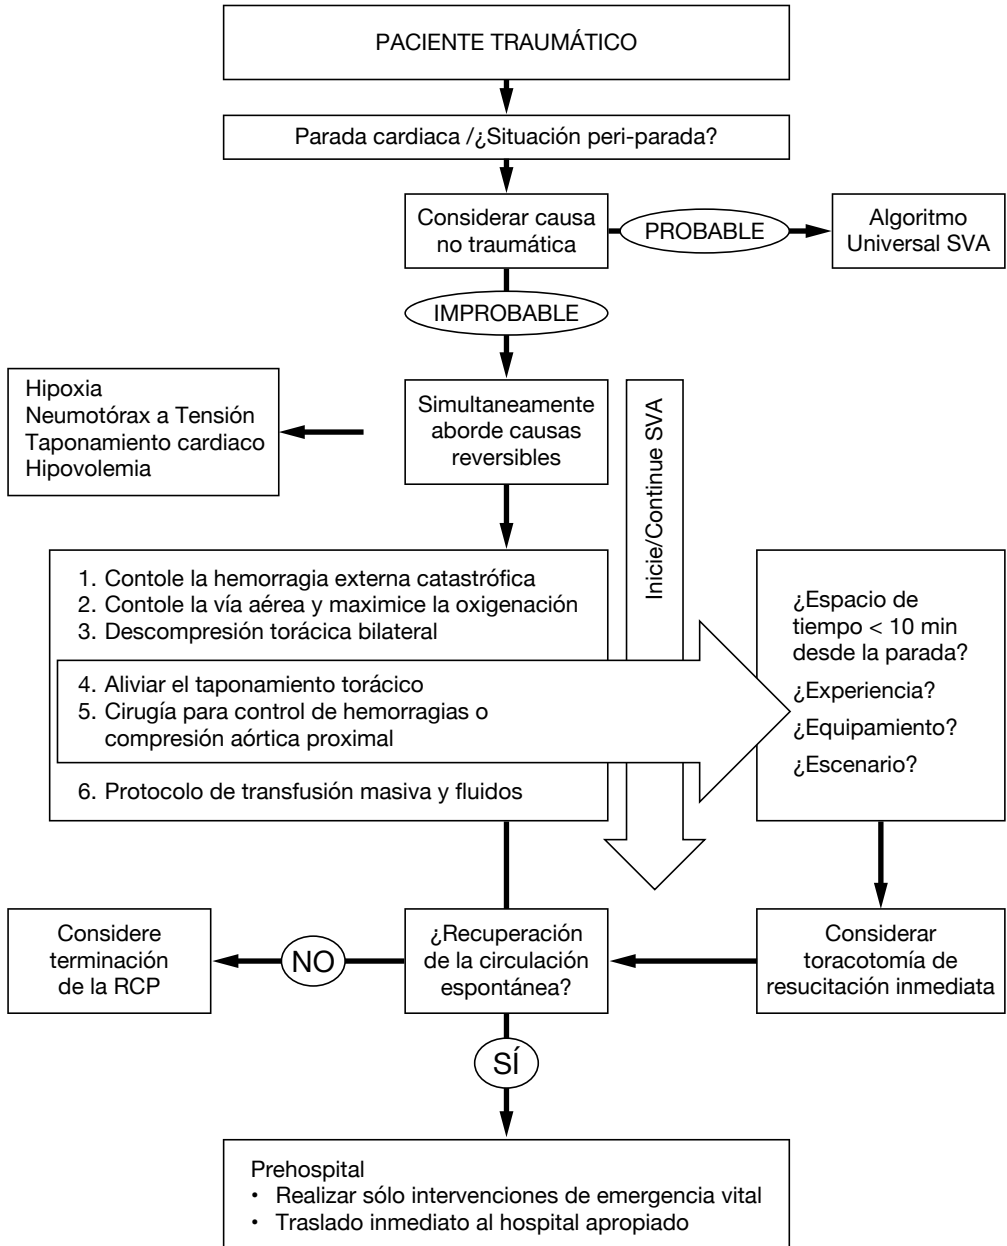 PACIENTE TRAUMÁTICO
Parada cardiaca /¿Situación peri-parada?
Considerar causa
no traumática
PROBABLE
Algoritmo
Universal SVA
IMPROBABLE
Hipoxia
Neumotórax a Tensión
Taponamiento cardiaco
Hipovolemia
Simultaneamente
aborde causas
reversibles
Inicie/Continue SVA
1. Contole la hemorragia externa catastrófica
2. Contole la vía aérea y maximice la oxigenación
3. Descompresión torácica bilateral
4. Aliviar el taponamiento torácico
5. Cirugía para control de hemorragias o
compresión aórtica proximal
6. Protocolo de transfusión masiva y fluidos
¿Espacio de
tiempo < 10 min
desde la parada?
¿Experiencia?
¿Equipamiento?
¿Escenario?
Considere
terminación
de la RCP
NO
¿Recuperación
de la circulación
espontánea?
Considerar
toracotomía de
resucitación inmediata
SÍ
Prehospital
• Realizar sólo intervenciones de emergencia vital
• Traslado inmediato al hospital apropiado